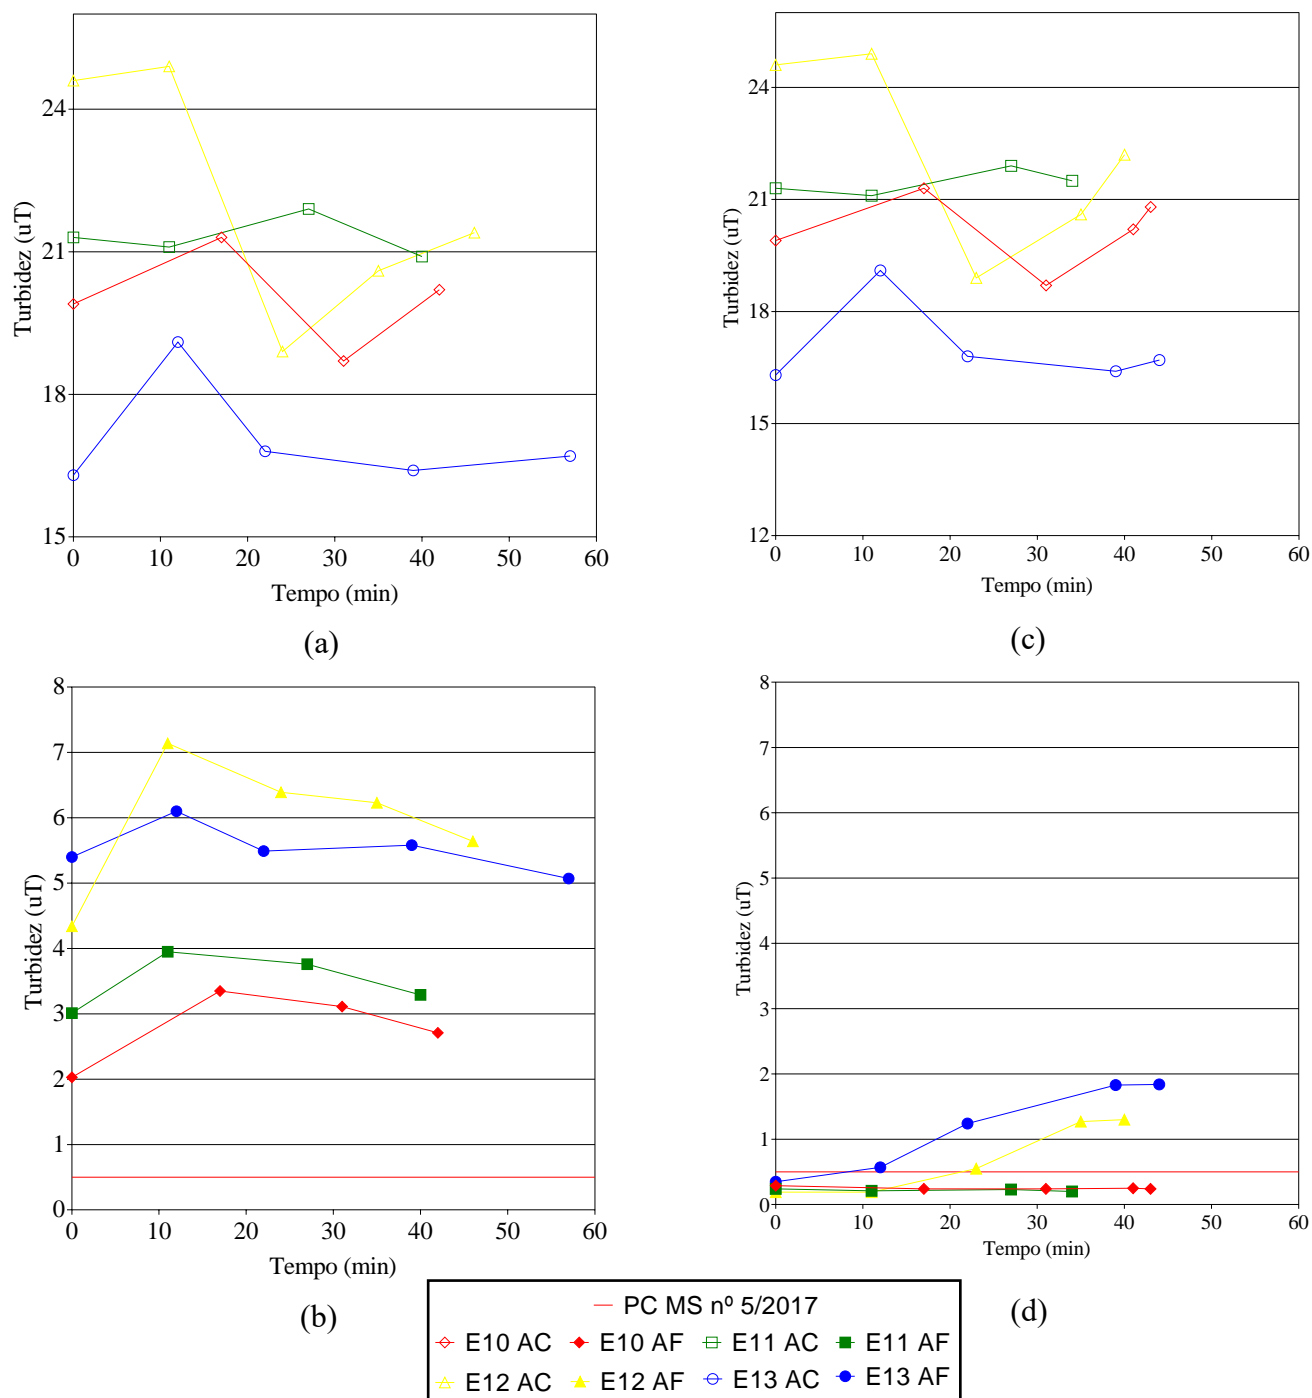 24
21
18
15
Turbidez (uT)
0 10 20 30 40 50 60
Tempo (min)
(a)
24
21
18
15
12
Turbidez (uT)
0 10 20 30 40 50 60
Tempo (min)
(c)
8
7
6
5
4
3
2
1
0
Turbidez (uT)
0 10 20 30 40 50 60
Tempo (min)
(b)
8
7
6
5
4
3
2
1
0
Turbidez (uT)
0 10 20 30 40 50 60
Tempo (min)
(d)
PC MS nº 5/2017
E10 AC E10 AF E11 AC E11 AF
E12 AC E12 AF E13 AC E13 AF